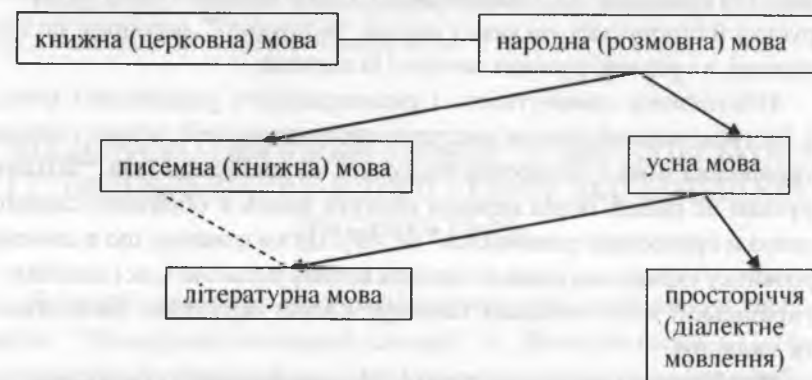 книжна (церковна) мова
народна (розмовна) мова
писемна (книжна) мова
усна мова
літературна мова
просторіччя
(діалектне
мовлення)